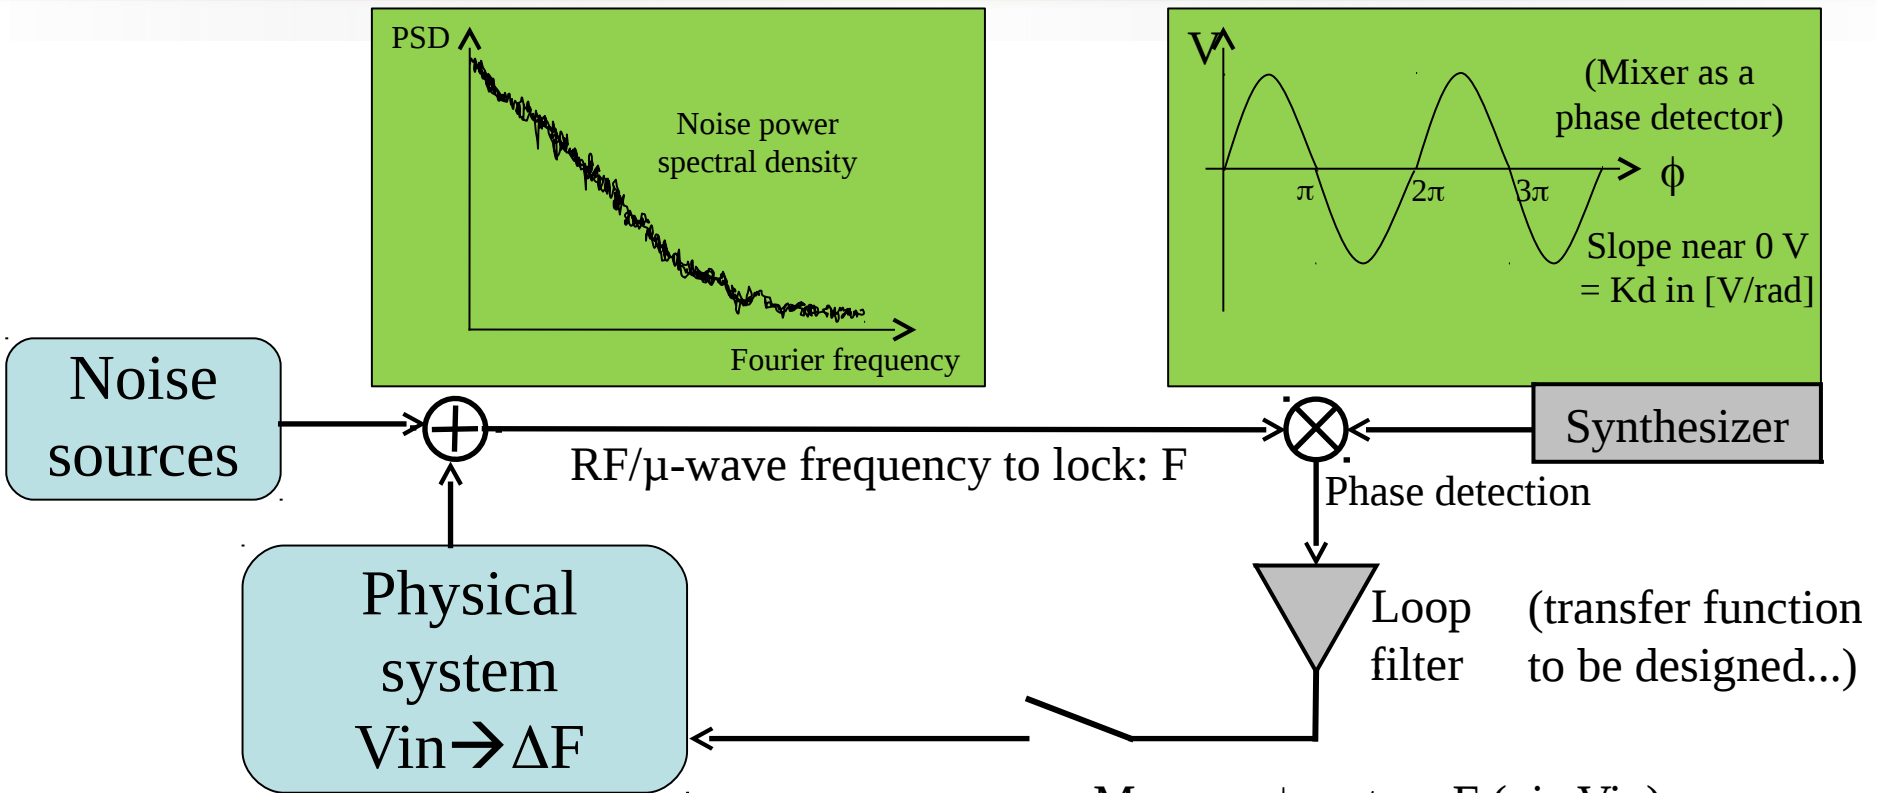 PSD
Noise power
spectral density
Fourier frequency
V
(Mixer as a
phase detector)
ϕ
π
2π
3π
Slope near 0 V
= Kd in [V/rad]
Noise
sources
Synthesizer
RF/µ-wave frequency to lock: F
Phase detection
Physical
system
Vin→ΔF
Loop
filter
(transfer function
to be designed...)